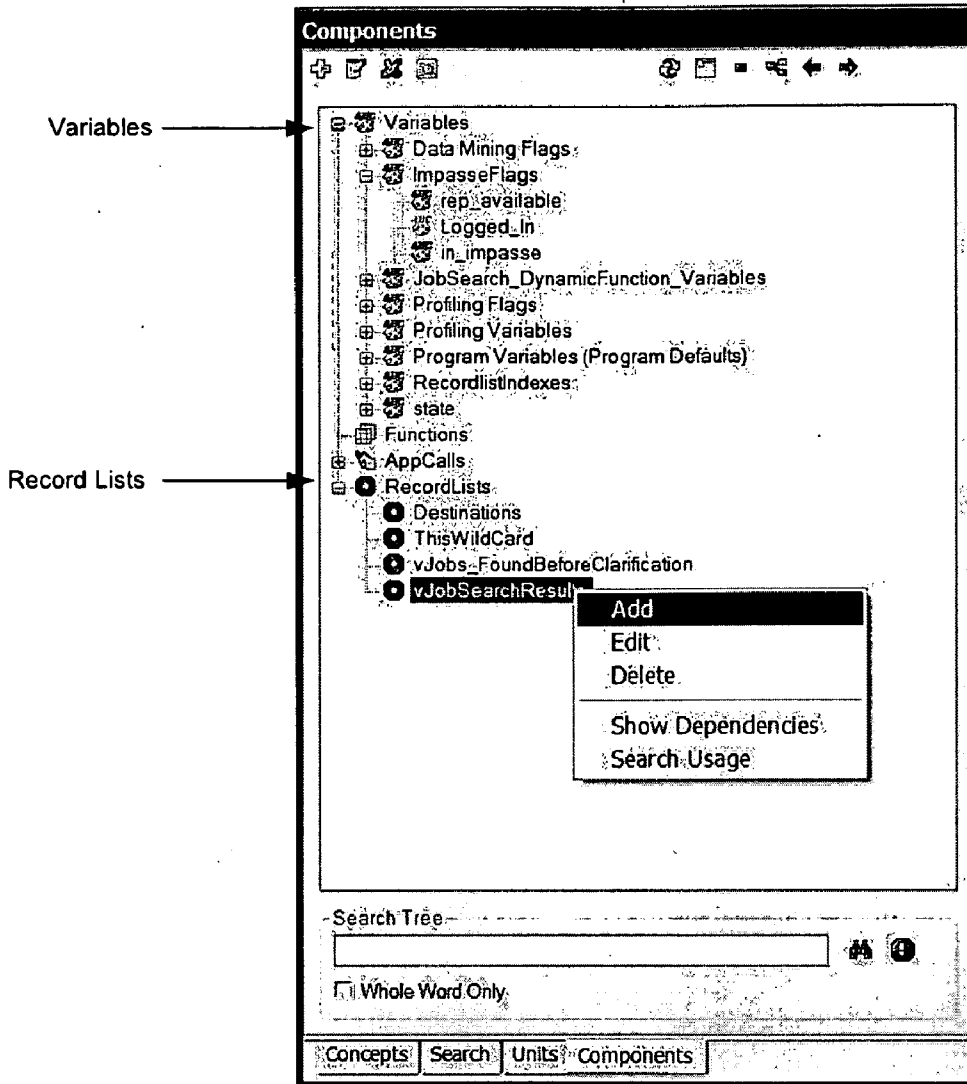 Components
Variables
Variables
Data Mining Flags
ImpasseFlags
rep_available
Logged_In
in_impasse
JobSearch_DynamicFunction_Variables
Profiling Flags
Profiling Variables
Program Variables (Program Defaults)
RecordlistIndexes
state
Functions
AppCalls
Record Lists
RecordLists
Destinations
ThisWildCard
vJobs_FoundBeforeClarification
vJobSearchResul
Add
Edit
Delete
Show Dependencies
Search Usage
Search Tree
Whole Word Only
Concepts Search Units Components